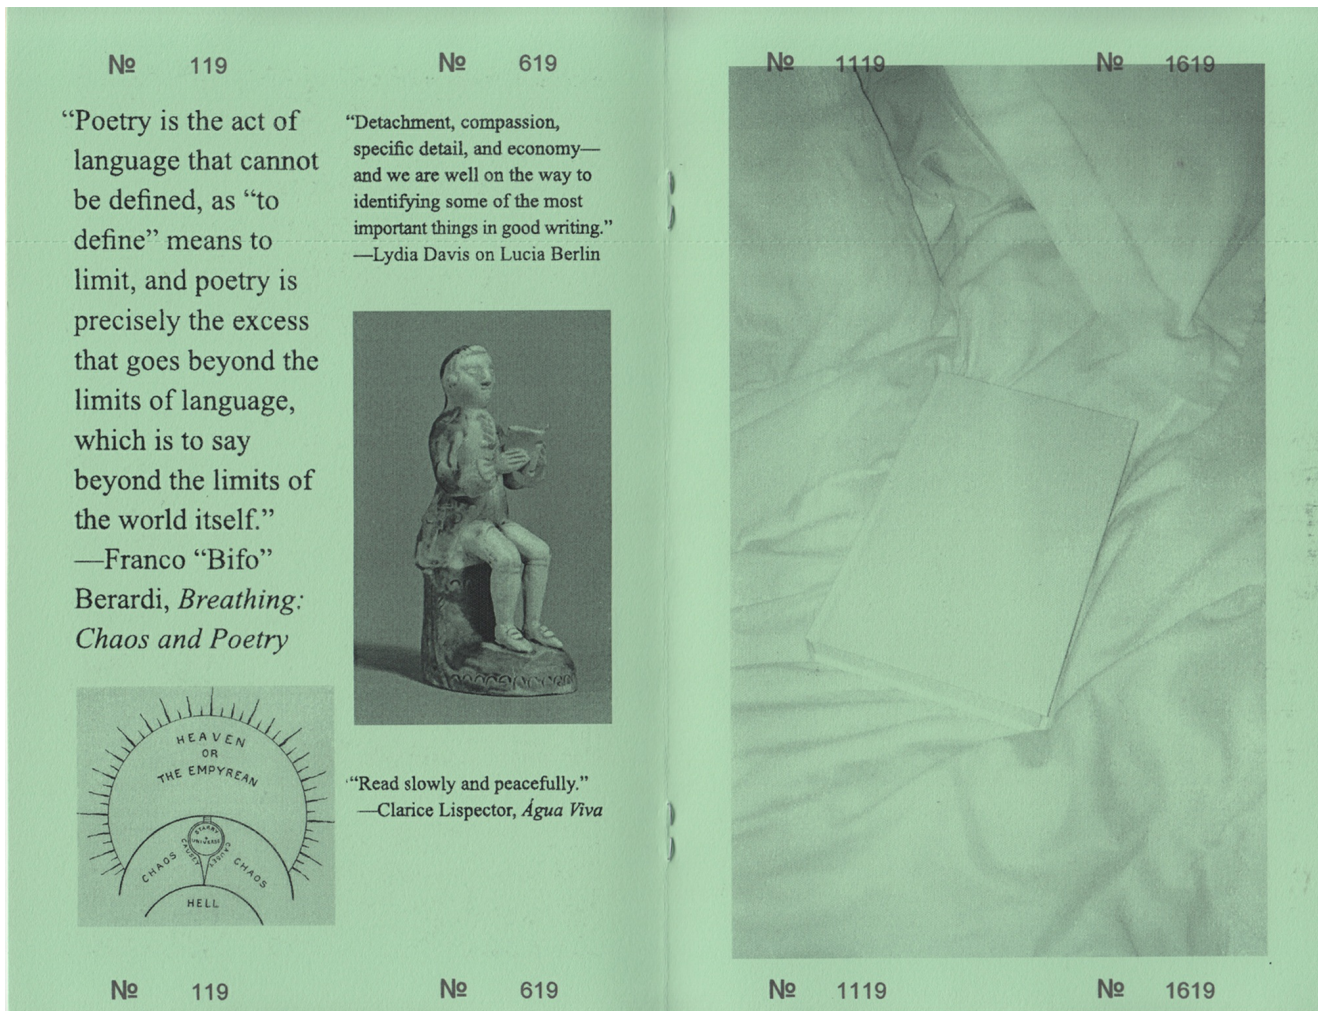 № 119
№ 619
№ 1119
№ 1619
“Poetry is the act of
language that cannot
be defined, as “to
define” means to
limit, and poetry is
precisely the excess
that goes beyond the
limits of language,
which is to say
beyond the limits of
the world itself.”
—Franco “Bifo”
Berardi, Breathing:
Chaos and Poetry
HEAVEN
OR
THE EMPYREAN
STARRY
UNIVERSE
CHAOS
CHAOS
HELL
“Detachment, compassion,
specific detail, and economy—
and we are well on the way to
identifying some of the most
important things in good writing.”
—Lydia Davis on Lucia Berlin
“Read slowly and peacefully.”
—Clarice Lispector, Água Viva
№ 119
№ 619
№ 1119
№ 1619